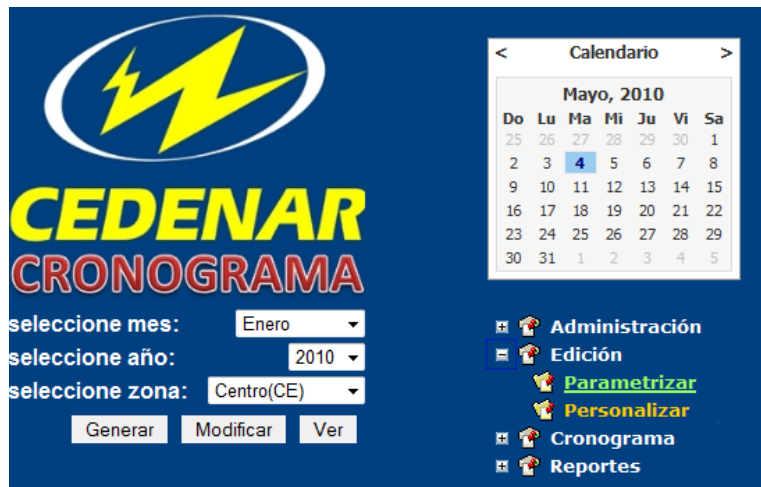 CEDENAR
CRONOGRAMA
seleccione mes: Enero
seleccione año: 2010
seleccione zona: Centro(CE)
Generar Modificar Ver
< Calendario >
Mayo, 2010
Do Lu Ma Mi Ju Vi Sa
25 26 27 28 29 30 1
2 3 4 5 6 7 8
9 10 11 12 13 14 15
16 17 18 19 20 21 22
23 24 25 26 27 28 29
30 31 1 2 3 4 5
Administración
Edición
Parametrizar
Personalizar
Cronograma
Reportes